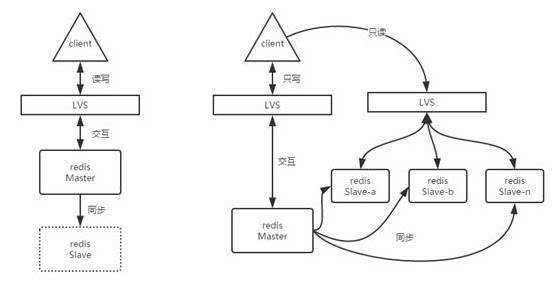 client
读写
LVS
交互
redis
Master
同步
redis
Slave
client
只读
只写
LVS
LVS
交互
redis
Slave-a
redis
Slave-b
redis
Slave-n
redis
Master
同步